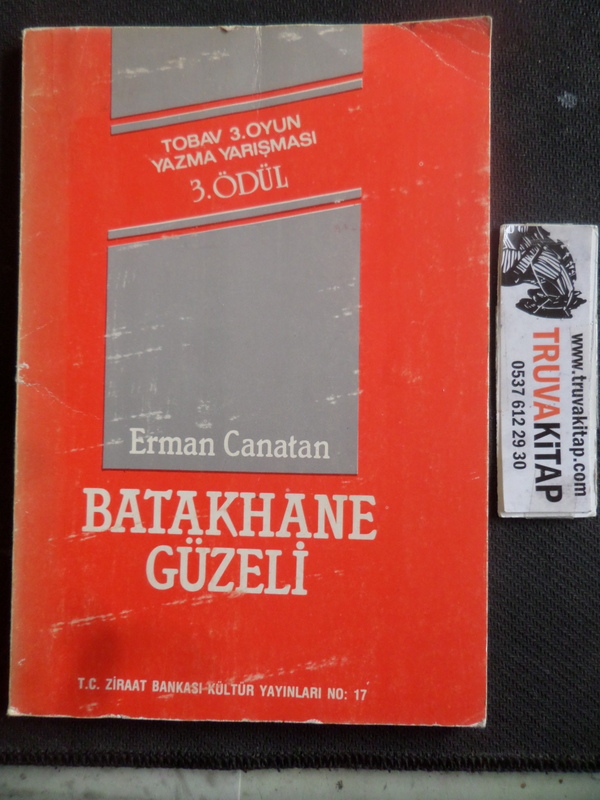 TOBAV 3.OYUN
YAZMA YARIŞMASI
3.ÖDÜL
Erman Canatan
BATAKHANE
GÜZELİ
T.C. ZİRAAT BANKASI KÜLTÜR YAYINLARI NO: 17
www.truvakitap.com
TRUVAKİTAP
0537 612 29 30